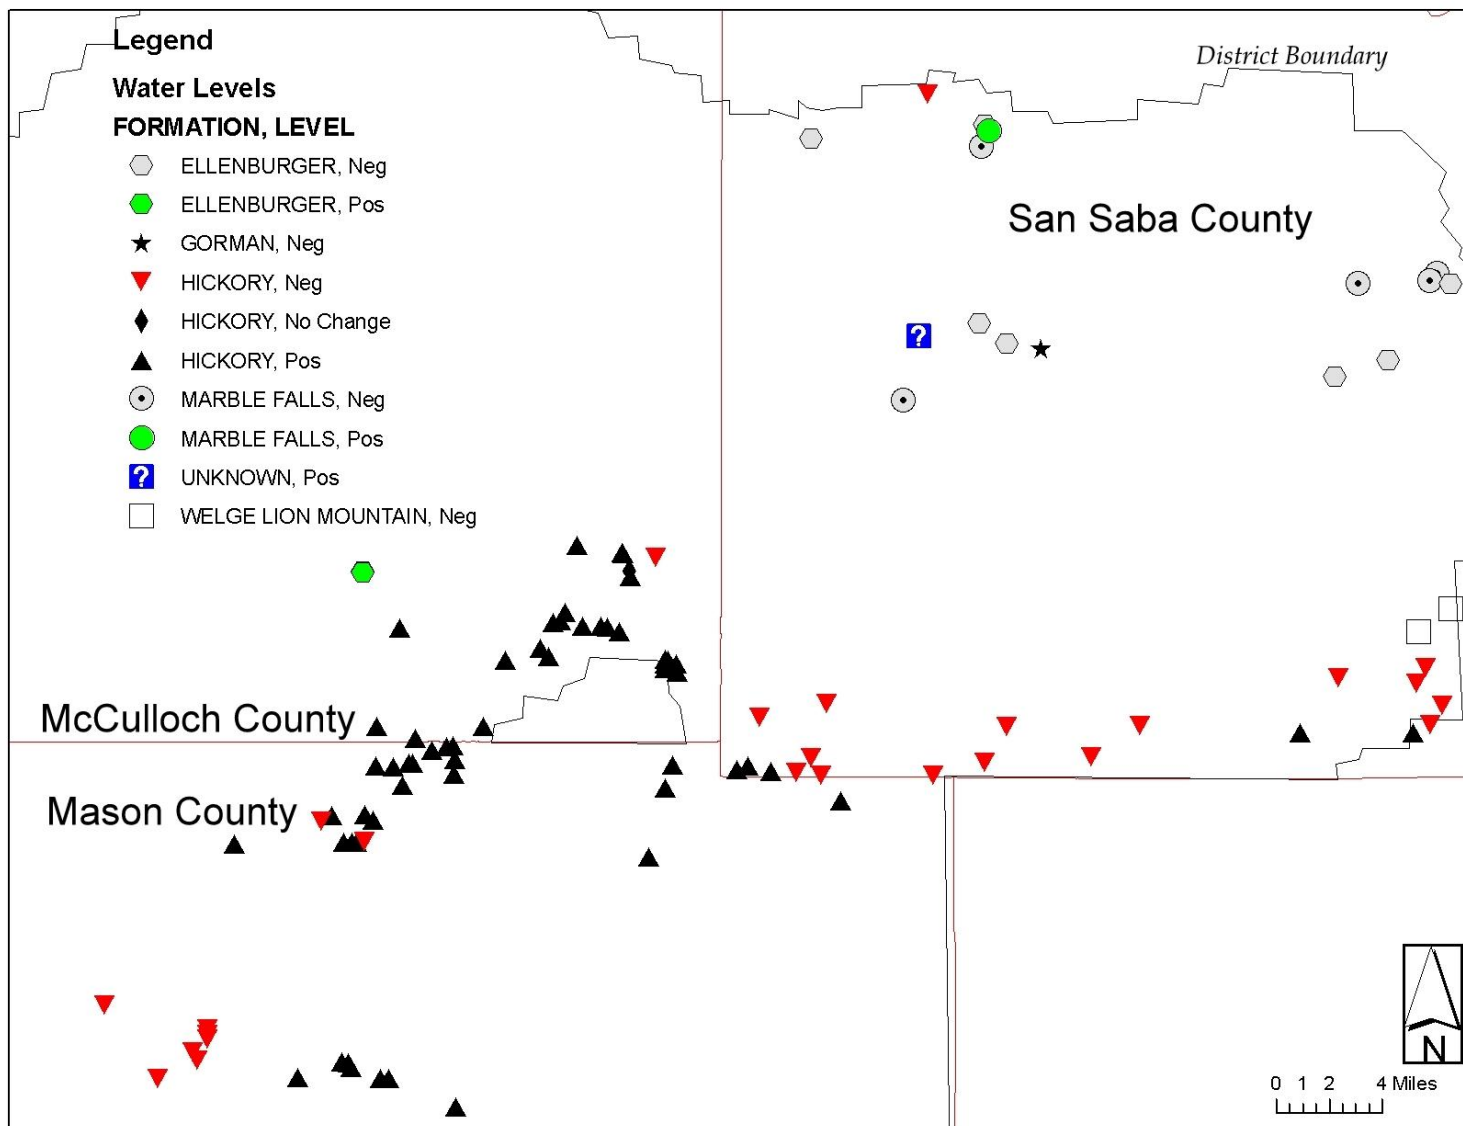 Legend
Water Levels
FORMATION, LEVEL
ELLENBURGER, Neg
ELLENBURGER, Pos
GORMAN, Neg
HICKORY, Neg
HICKORY, No Change
HICKORY, Pos
MARBLE FALLS, Neg
MARBLE FALLS, Pos
? UNKNOWN, Pos
WELGE LION MOUNTAIN, Neg
District Boundary
San Saba County
?
McCulloch County
Mason County
N
0 1 2 4 Miles